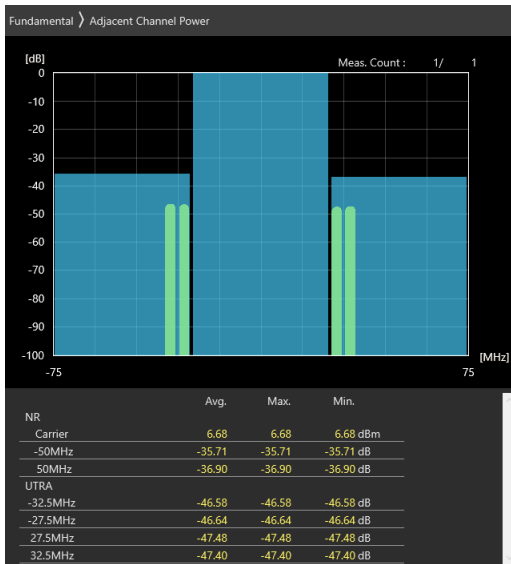 Fundamental 〉 Adjacent Channel Power
[dB]
Meas. Count : 1/ 1
0
-10
-20
-30
-40
-50
-60
-70
-80
-90
-100
[MHz]
-75 75
Avg. Max. Min.
NR
Carrier 6.68 6.68 6.68 dBm
-50MHz -35.71 -35.71 -35.71 dB
50MHz -36.90 -36.90 -36.90 dB
UTRA
-32.5MHz -46.58 -46.58 -46.58 dB
-27.5MHz -46.64 -46.64 -46.64 dB
27.5MHz -47.48 -47.48 -47.48 dB
32.5MHz -47.40 -47.40 -47.40 dB